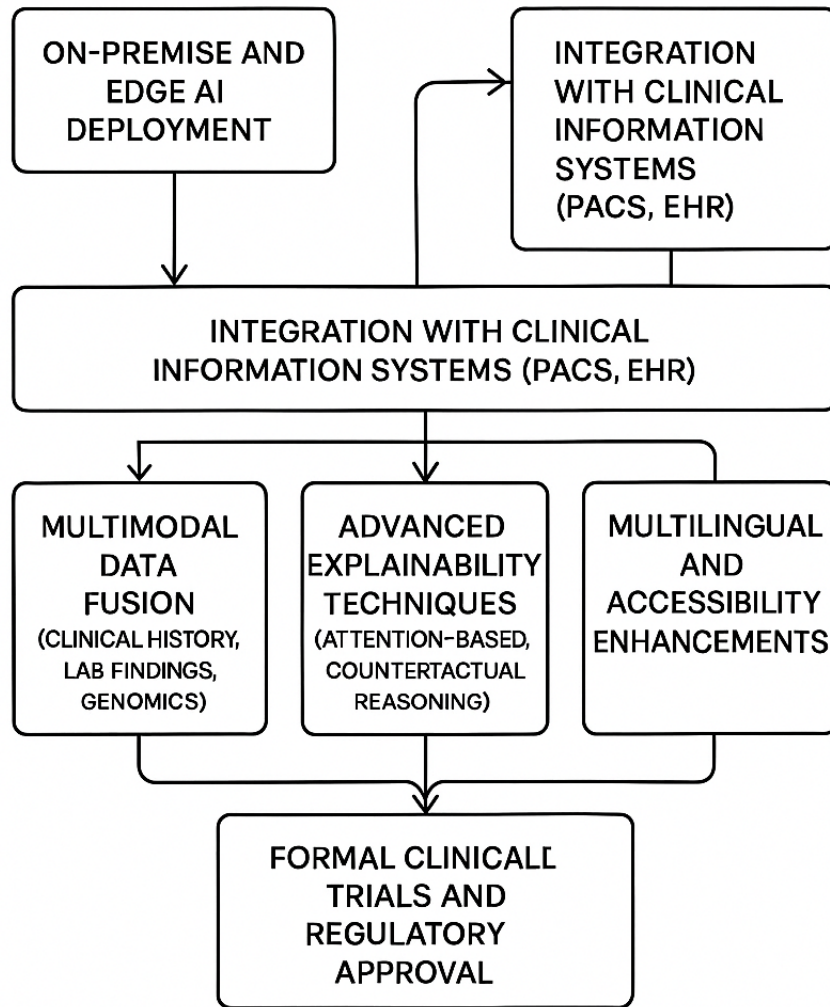 ON-PREMISE AND
EDGE AI
DEPLOYMENT
INTEGRATION
WITH CLINICAL
INFORMATION
SYSTEMS
(PACS, EHR)
INTEGRATION WITH CLINICAL
INFORMATION SYSTEMS (PACS, EHR)
MULTIMODAL
DATA
FUSION
(CLINICAL HISTORY,
LAB FINDINGS,
GENOMICS)
ADVANCED
EXPLAINABILITY
TECHNIQUES
(ATTENTION-BASED,
COUNTERTACTUAL
REASONING)
MULTILINGUAL
AND
ACCESSIBILITY
ENHANCEMENTS
FORMAL CLINICALL
TRIALS AND
REGULATORY
APPROVAL